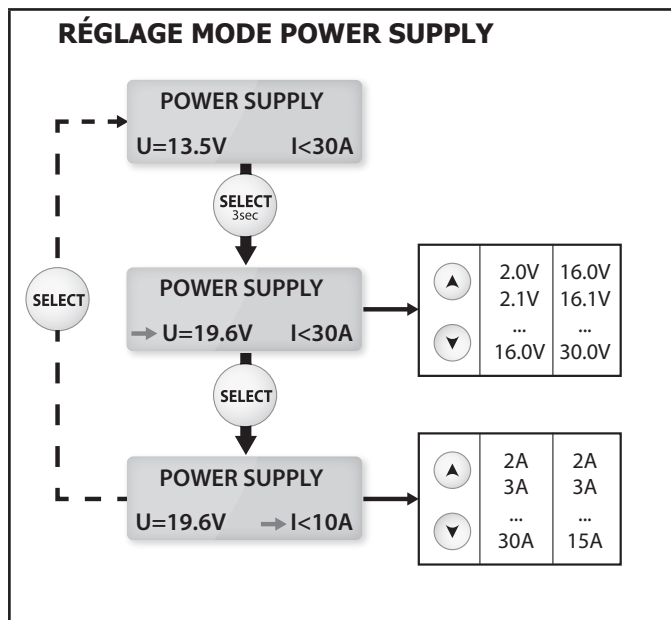 RÉGLAGE MODE POWER SUPPLY
POWER SUPPLY
U=13.5V I<30A
SELECT
3sec
POWER SUPPLY
U=19.6V I<30A
2.0V 16.0V
2.1V 16.1V
... ...
16.0V 30.0V
SELECT
SELECT
POWER SUPPLY
U=19.6V I<10A
2A 2A
3A 3A
... ...
30A 15A